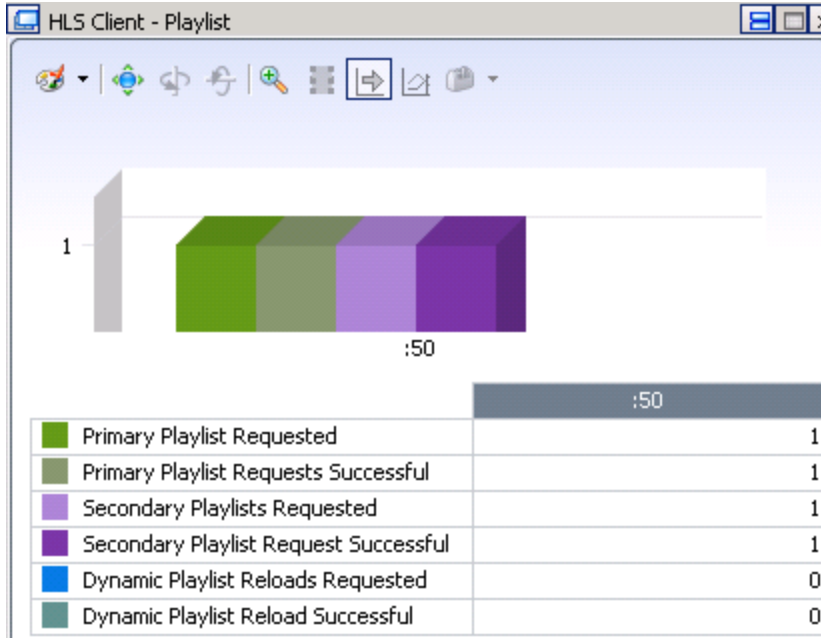 HLS Client - Playlist
1
:50
:50
Primary Playlist Requested 1
Primary Playlist Requests Successful 1
Secondary Playlists Requested 1
Secondary Playlist Request Successful 1
Dynamic Playlist Reloads Requested 0
Dynamic Playlist Reload Successful 0